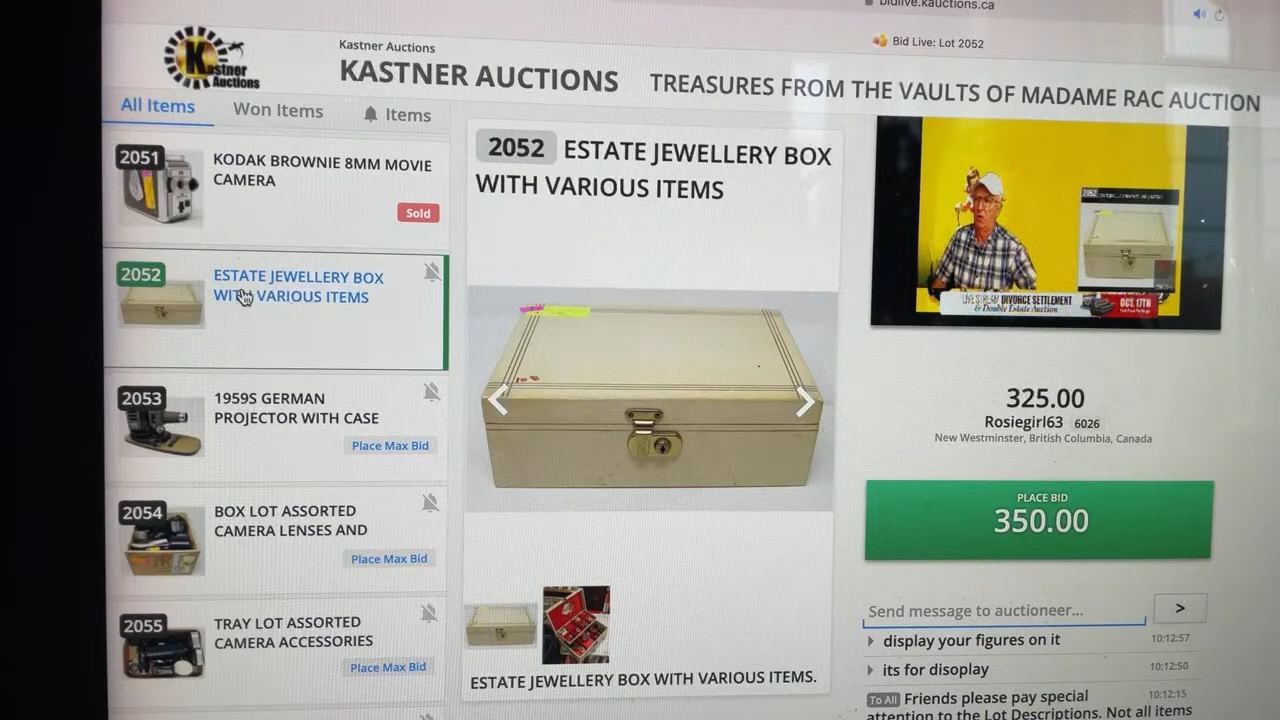 bidlive.kauctions.ca
Bid Live: Lot 2052
Kastner
Auctions
Kastner Auctions
KASTNER AUCTIONS
TREASURES FROM THE VAULTS OF MADAME RAC AUCTION
All Items
Won Items
Items
2051
KODAK BROWNIE 8MM MOVIE
CAMERA
Sold
2052
ESTATE JEWELLERY BOX
WITH VARIOUS ITEMS
2053
1959S GERMAN
PROJECTOR WITH CASE
Place Max Bid
2054
BOX LOT ASSORTED
CAMERA LENSES AND
Place Max Bid
2055
TRAY LOT ASSORTED
CAMERA ACCESSORIES
Place Max Bid
2052 ESTATE JEWELLERY BOX
WITH VARIOUS ITEMS
108
ESTATE JEWELLERY BOX WITH VARIOUS ITEMS.
2052
LIVESTREAM DIVORCE SETTLEMENT
& Double Estate Auction
OCT. 17TH
325.00
Rosiegirl63 6026
New Westminster, British Columbia, Canada
PLACE BID
350.00
Send message to auctioneer...
>
display your figures on it 10:12:57
its for disoplay 10:12:50
To All Friends please pay special 10:12:15
attention to the Lot Descriptions. Not all items